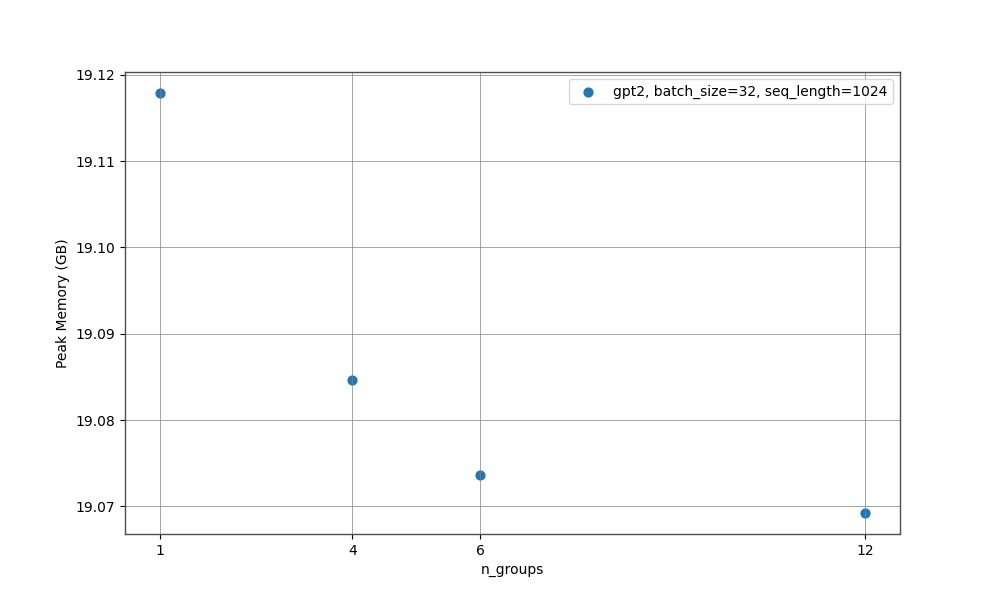 gpt2, batch_size=32, seq_length=1024
19.12
19.11
19.10
19.09
19.08
19.07
Peak Memory (GB)
1 4 6 12
n_groups